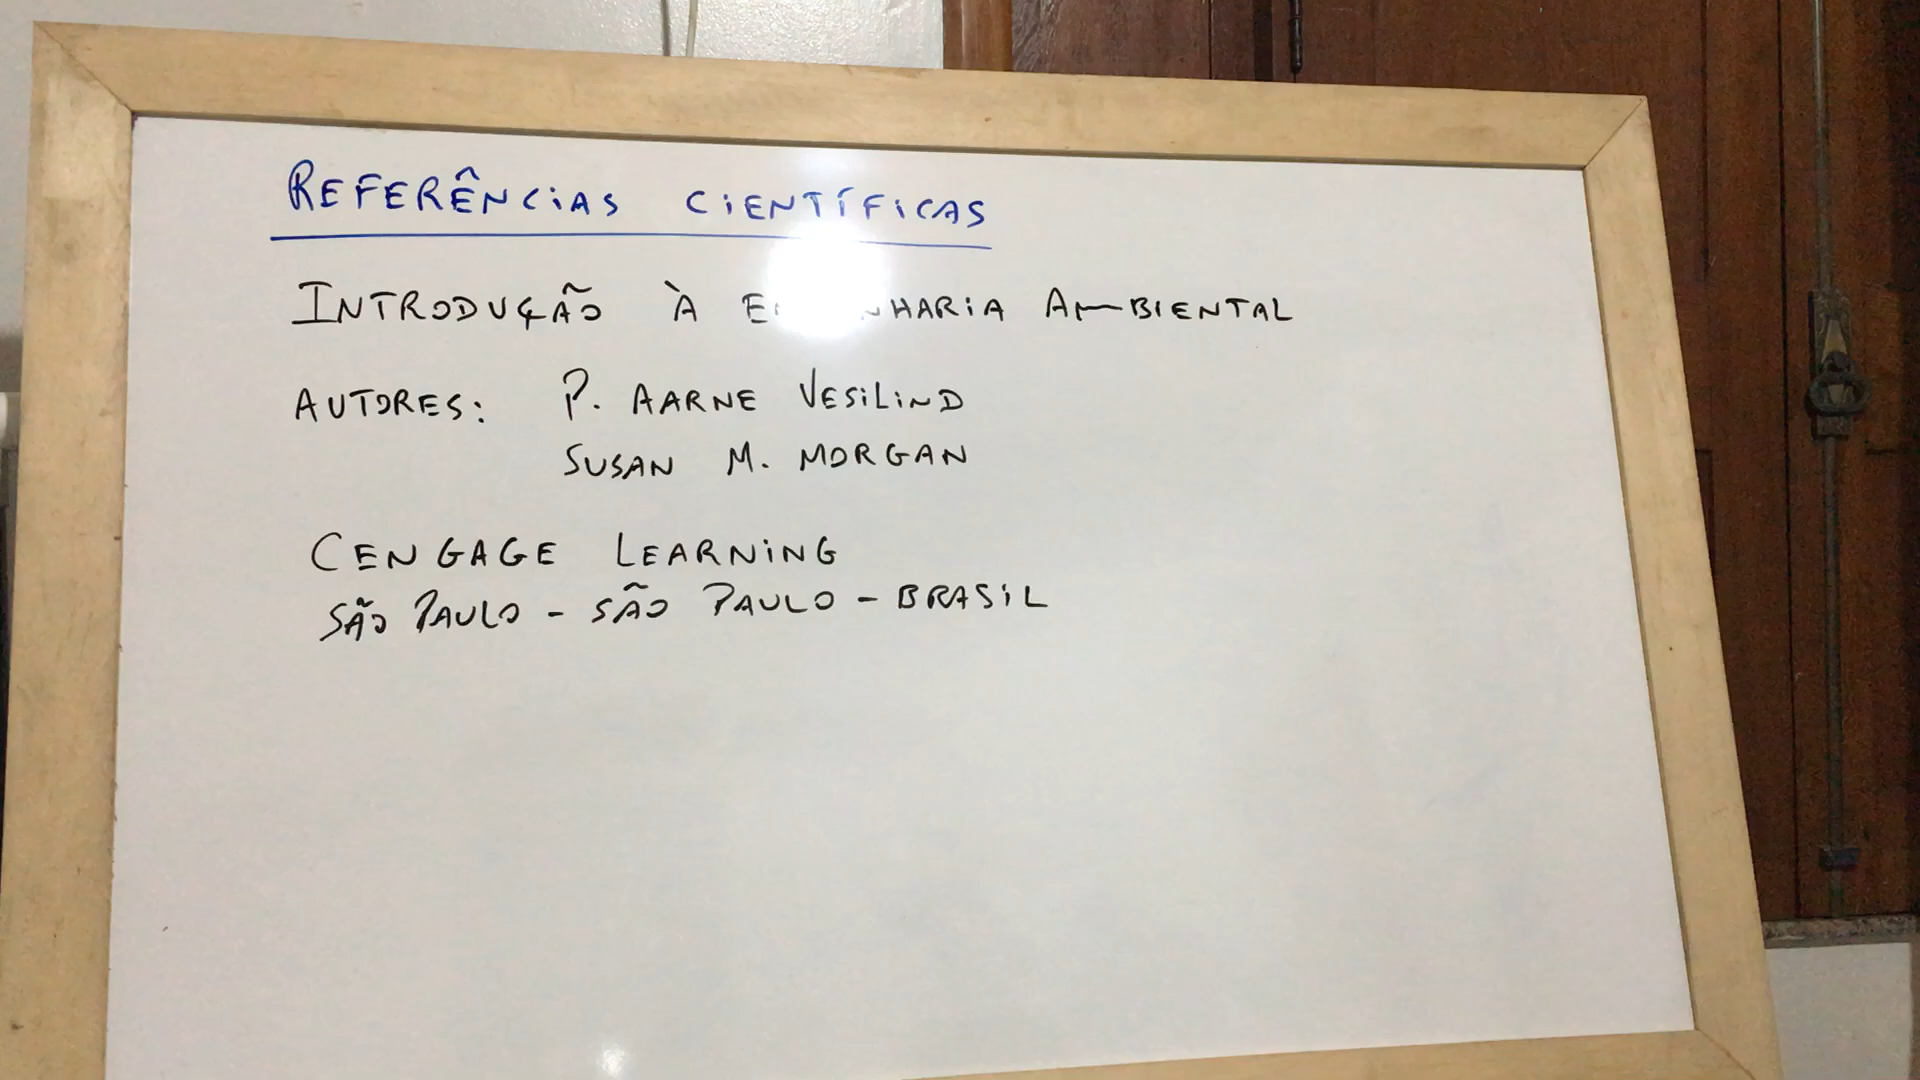 REFERÊNCIAS CIENTÍFICAS
INTRODUÇÃO À AMBIENTAL
AUTORES: P. AARNE VESILIND
SUSAN M. MORGAN
CENGAGE LEARNING
SÃO PAULO - SÃO PAULO - BRASIL